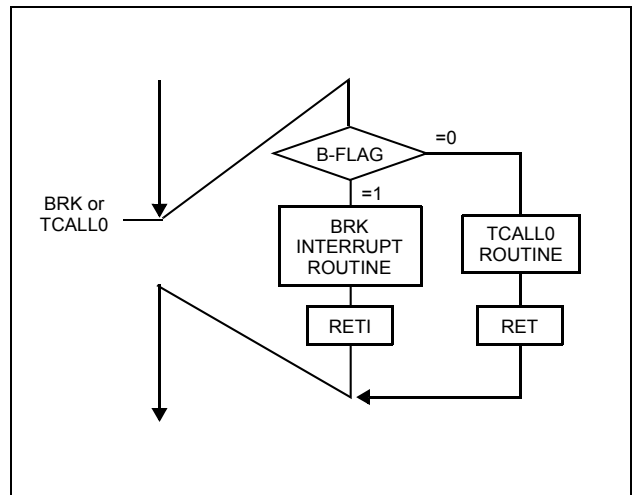 B-FLAG
=0
=1
BRK or
TCALL0
BRK
INTERRUPT
ROUTINE
TCALL0
ROUTINE
RETI
RET